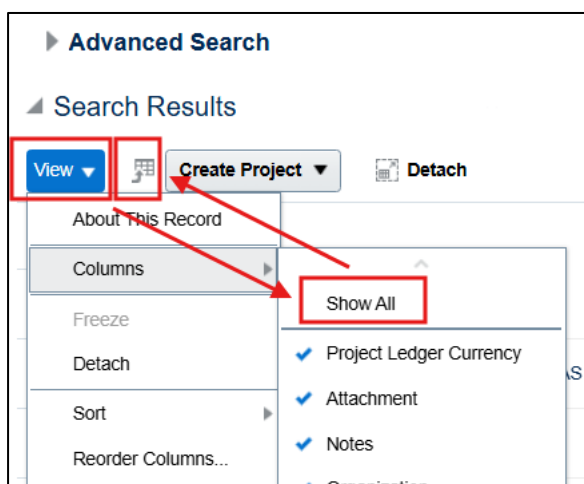 Advanced Search
Search Results
View Create Project Detach
About This Record
Columns
Show All
Freeze
Project Ledger Currency
Detach
Attachment
Sort
Notes
Reorder Columns...